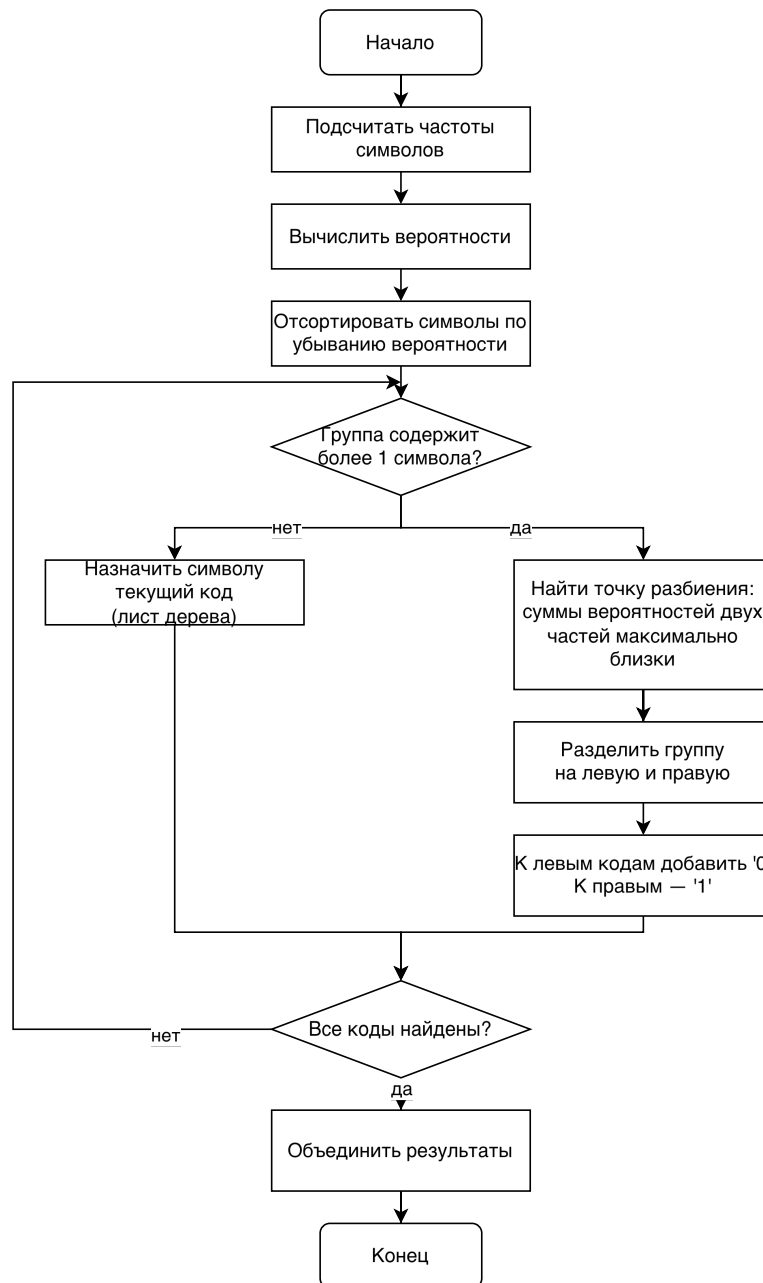 Начало
Подсчитать частоты
символов
Вычислить вероятности
Отсортировать символы по
убыванию вероятности
Группа содержит
более 1 символа?
нет
да
Назначить символу
текущий код
(лист дерева)
Найти точку разбиения:
суммы вероятностей двух
частей максимально
близки
Разделить группу
на левую и правую
К левым кодам добавить '0
К правым — '1'
Все коды найдены?
нет
да
Объединить результаты
Конец